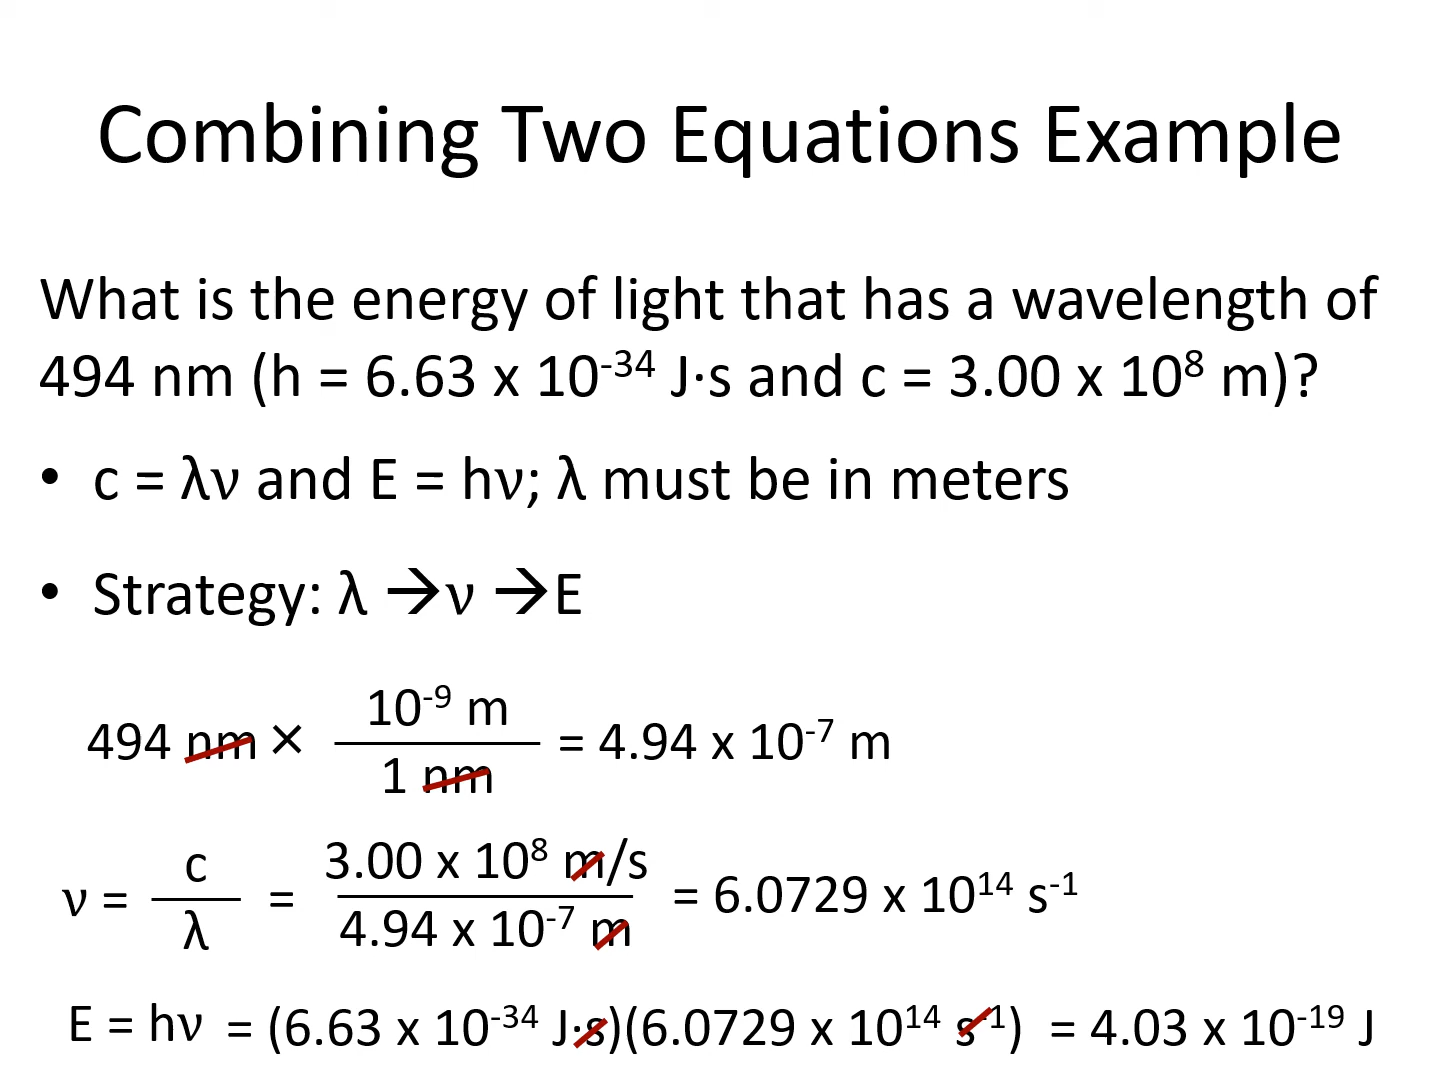 Combining Two Equations Example
What is the energy of light that has a wavelength of
494 nm (h = 6.63 x 10⁻³⁴ J·s and c = 3.00 x 10⁸ m)?
• c = λν and E = hν; λ must be in meters
• Strategy: λ →ν →E
494 nm × 10⁻⁹ m / 1 nm = 4.94 x 10⁻⁷ m
ν = c / λ = 3.00 x 10⁸ m/s / 4.94 x 10⁻⁷ m = 6.0729 x 10¹⁴ s⁻¹
E = hν = (6.63 x 10⁻³⁴ J·s)(6.0729 x 10¹⁴ s⁻¹) = 4.03 x 10⁻¹⁹ J